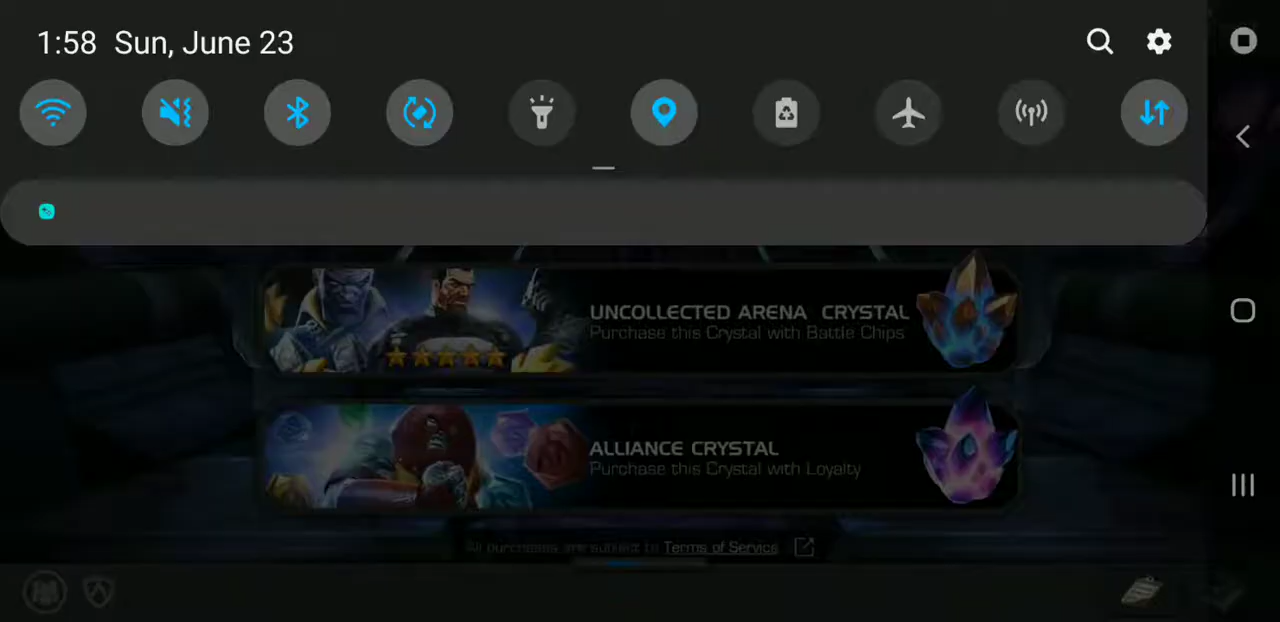 1:58 Sun, June 23
UNCOLLECTED ARENA CRYSTAL
Purchase this Crystal with Battle Chips
ALLIANCE CRYSTAL
Purchase this Crystal with Loyalty
All purchases are subject to Terms of Service